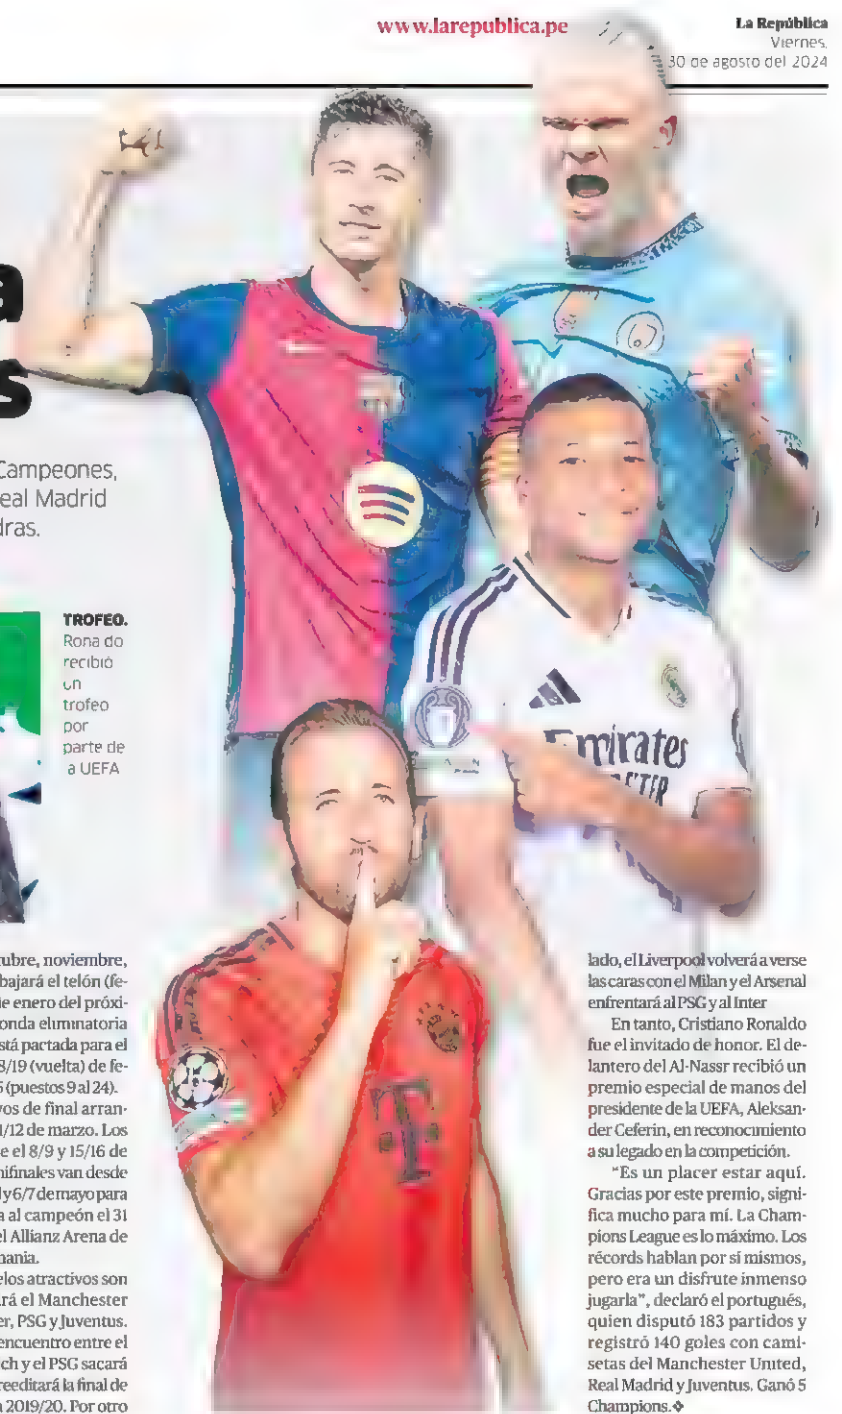 www.larepublica.pe
La República
Viernes,
30 de agosto del 2024
a
s
Campeones,
eal Madrid
dras.
TROFEO.
Rona do
recibió
un
trofeo
por
parte de
a UEFA
Emirates
tubre, noviembre,
bajará el telón (fe-
e enero del próxi-
onda eliminatoria
stá pactada para el
8/19 (vuelta) de fe-
5 (puestos 9 al 24).
vos de final arran-
1/12 de marzo. Los
e el 8/9 y 15/16 de
mifinales van desde
l y 6/7 de mayo para
a al campeón el 31
el Allianz Arena de
mania.
elos atractivos son
ará el Manchester
er, PSG y Juventus.
encuentro entre el
ch y el PSG sacará
reeditará la final de
a 2019/20. Por otro
lado, el Liverpool volverá a verse
las caras con el Milan y el Arsenal
enfrentará al PSG y al Inter
En tanto, Cristiano Ronaldo
fue el invitado de honor. El de-
lantero del Al-Nassr recibió un
premio especial de manos del
presidente de la UEFA, Aleksan-
der Ceferin, en reconocimiento
a su legado en la competición.
"Es un placer estar aquí.
Gracias por este premio, signi-
fica mucho para mí. La Cham-
pions League es lo máximo. Los
récords hablan por sí mismos,
pero era un disfrute inmenso
jugarla", declaró el portugués,
quien disputó 183 partidos y
registró 140 goles con cami-
setas del Manchester United,
Real Madrid y Juventus. Ganó 5
Champions.❖